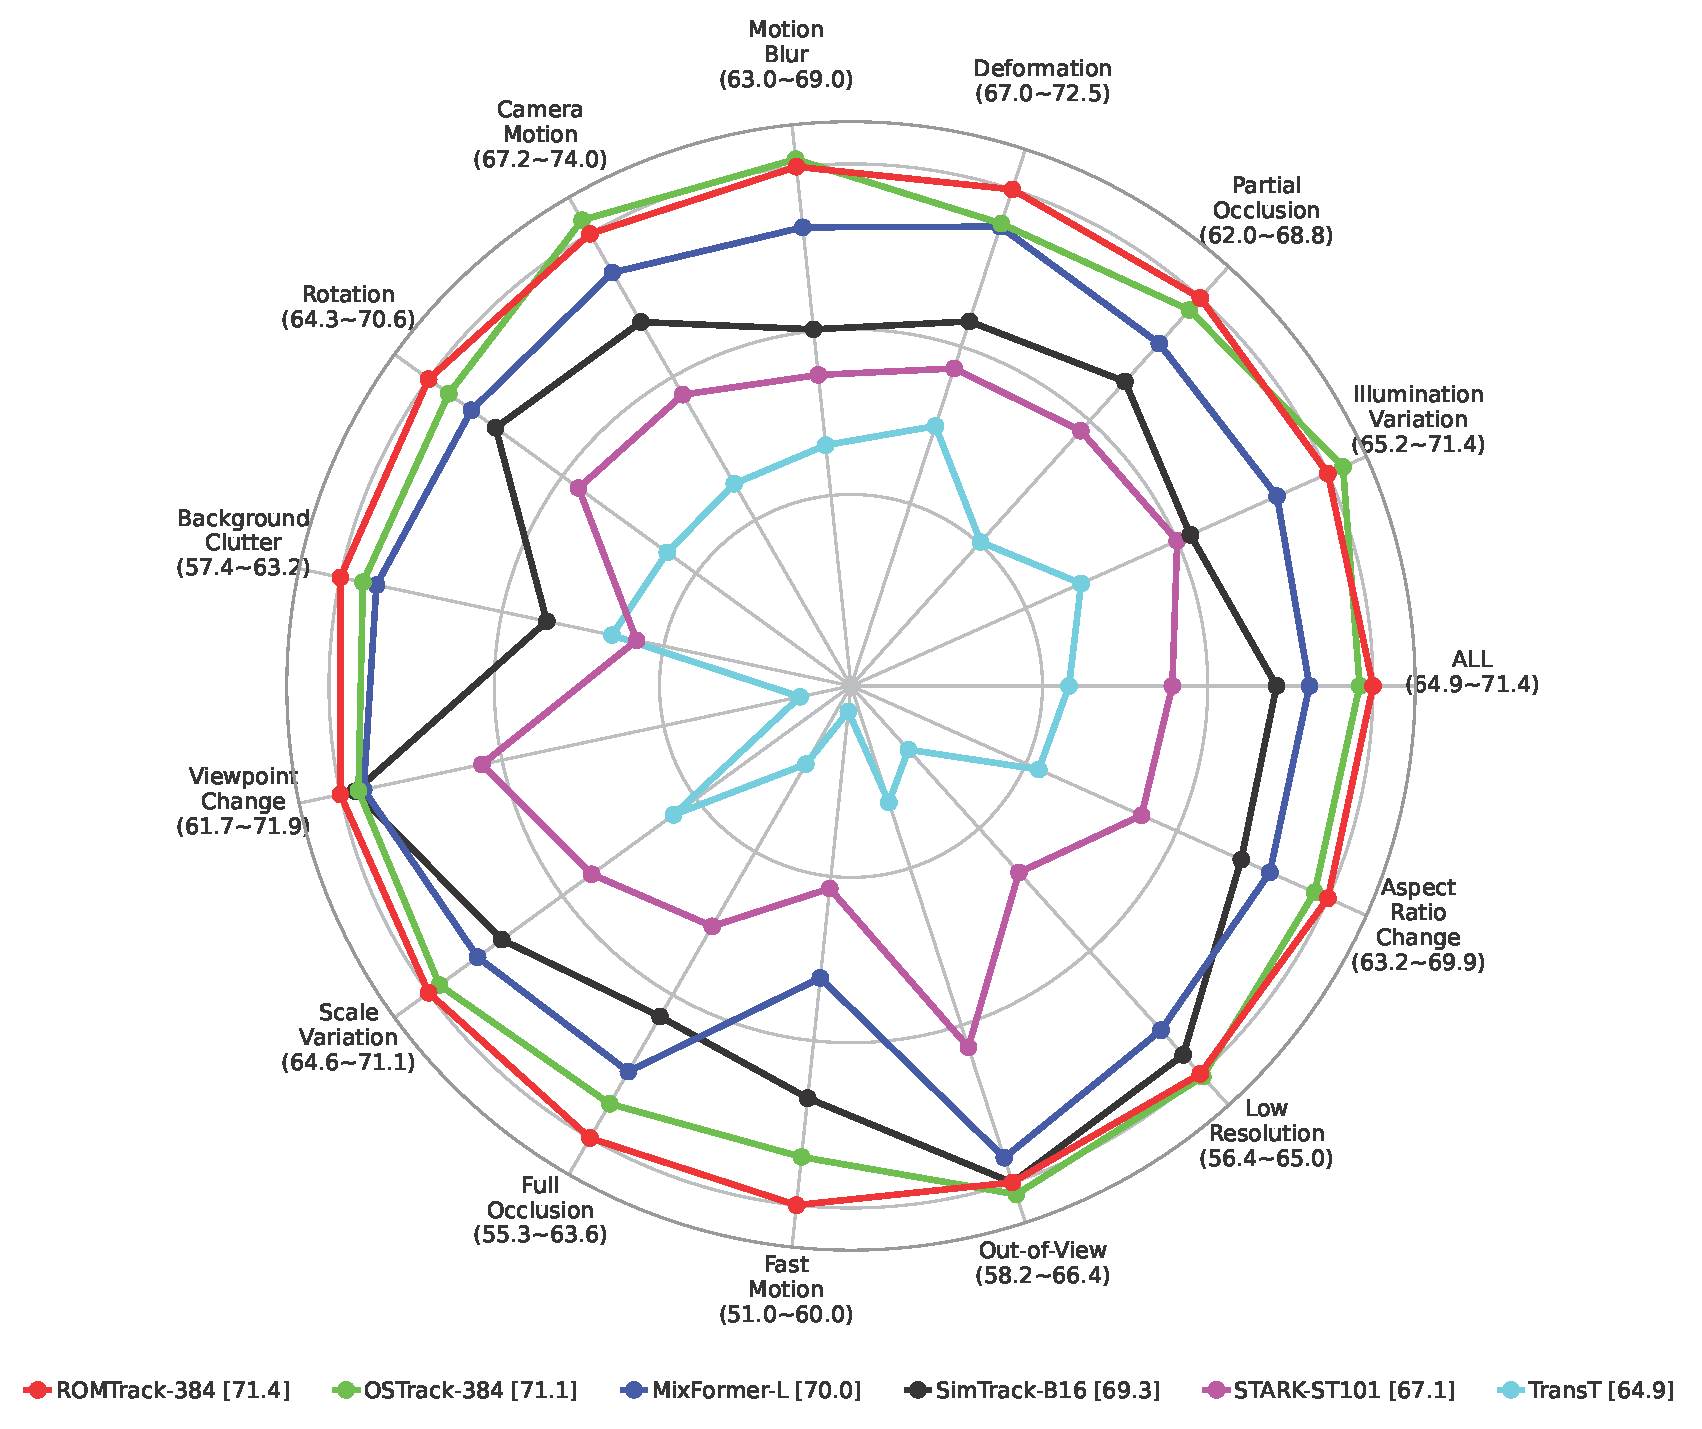 Motion
Blur
(63.0~69.0)
Deformation
(67.0~72.5)
Camera
Motion
(67.2~74.0)
Partial
Occlusion
(62.0~68.8)
Rotation
(64.3~70.6)
Illumination
Variation
(65.2~71.4)
Background
Clutter
(57.4~63.2)
ALL
(64.9~71.4)
Viewpoint
Change
(61.7~71.9)
Aspect
Ratio
Change
(63.2~69.9)
Scale
Variation
(64.6~71.1)
Low
Resolution
(56.4~65.0)
Full
Occlusion
(55.3~63.6)
Out-of-View
(58.2~66.4)
Fast
Motion
(51.0~60.0)
ROMTrack-384 [71.4] OSTrack-384 [71.1] MixFormer-L [70.0] SimTrack-B16 [69.3] STARK-ST101 [67.1] TransT [64.9]